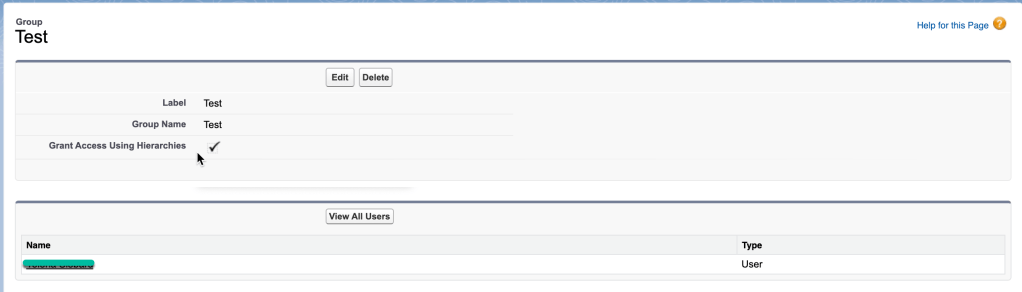 Group
Test
Help for this Page
Edit Delete
Label Test
Group Name Test
Grant Access Using Hierarchies
View All Users
Name Type
User